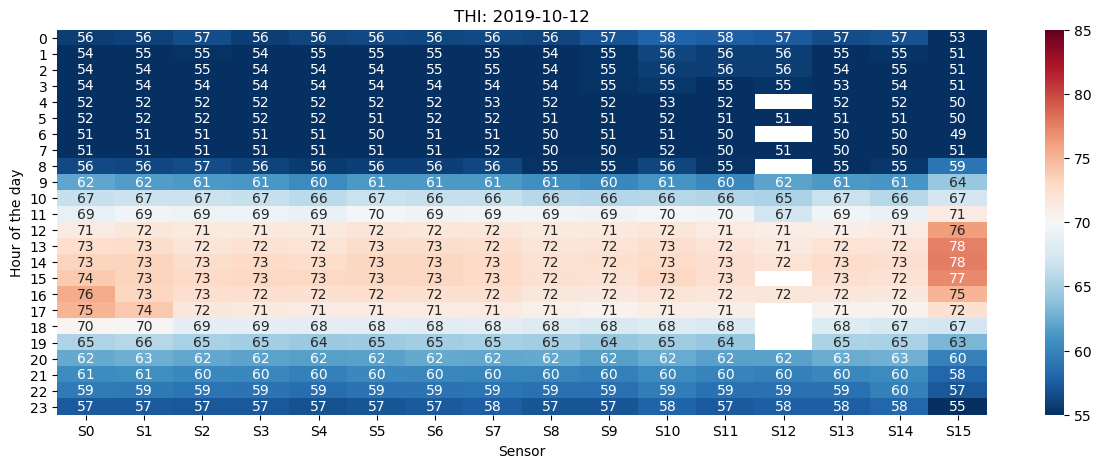 THI: 2019-10-12
0 56 56 57 56 56 56 56 56 56 57 58 58 57 57 57 53
1 54 55 55 54 55 55 55 55 54 55 56 56 56 55 55 51
2 54 54 55 54 54 54 55 55 54 55 56 56 56 54 55 51
3 54 54 54 54 54 54 54 54 54 55 55 55 55 53 54 51
4 52 52 52 52 52 52 52 53 52 52 53 52 52 52 50
5 52 52 52 52 52 51 52 52 51 51 52 51 51 51 51 50
6 51 51 51 51 51 50 51 51 50 51 51 50 50 50 49
7 51 51 51 51 51 51 51 52 50 50 52 50 51 50 50 51
8 56 56 57 56 56 56 56 56 55 55 56 55 55 55 59
9 62 62 61 61 60 61 61 61 61 60 61 60 62 61 61 64
10 67 67 67 67 66 67 66 66 66 66 66 66 65 67 66 67
11 69 69 69 69 69 70 69 69 69 69 70 70 67 69 69 71
12 71 72 71 71 71 72 72 72 71 71 72 71 71 71 71 76
13 73 73 72 72 72 73 73 72 72 72 73 72 71 72 72 78
14 73 73 73 73 73 73 73 73 72 72 73 73 72 73 73 78
15 74 73 73 73 73 73 73 73 72 72 73 73 73 72 77
16 76 73 73 72 72 72 72 72 72 72 72 72 72 72 72 75
17 75 74 72 71 71 71 71 71 71 71 71 71 71 70 72
18 70 70 69 69 68 68 68 68 68 68 68 68 68 67 67
19 65 66 65 65 64 65 65 65 65 64 65 64 65 65 63
20 62 63 62 62 62 62 62 62 62 62 62 62 62 63 63 60
21 61 61 60 60 60 60 60 60 60 60 60 60 60 60 60 58
22 59 59 59 59 59 59 59 59 59 59 59 59 59 59 60 57
23 57 57 57 57 57 57 57 58 57 57 58 57 58 58 58 55
S0 S1 S2 S3 S4 S5 S6 S7 S8 S9 S10 S11 S12 S13 S14 S15
Sensor
Hour of the day
85
80
75
70
65
60
55